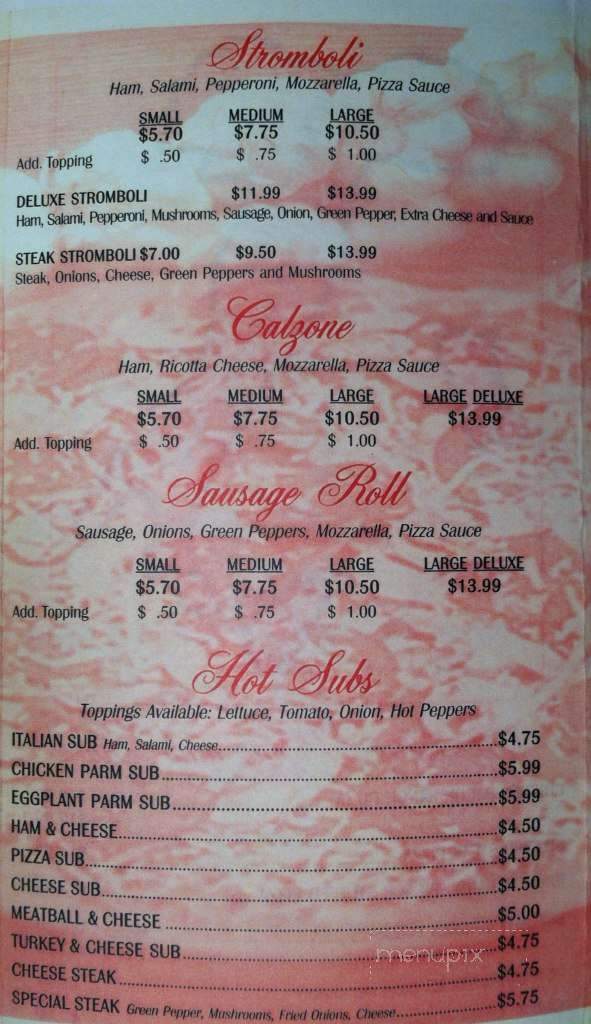 Stromboli
Ham, Salami, Pepperoni, Mozzarella, Pizza Sauce
SMALL MEDIUM LARGE
$5.70 $7.75 $10.50
Add. Topping $ .50 $ .75 $ 1.00
DELUXE STROMBOLI $11.99 $13.99
Ham, Salami, Pepperoni, Mushrooms, Sausage, Onion, Green Pepper, Extra Cheese and Sauce
STEAK STROMBOLI $7.00 $9.50 $13.99
Steak, Onions, Cheese, Green Peppers and Mushrooms
Calzone
Ham, Ricotta Cheese, Mozzarella, Pizza Sauce
SMALL MEDIUM LARGE LARGE DELUXE
$5.70 $7.75 $10.50 $13.99
Add. Topping $ .50 $ .75 $ 1.00
Sausage Roll
Sausage, Onions, Green Peppers, Mozzarella, Pizza Sauce
SMALL MEDIUM LARGE LARGE DELUXE
$5.70 $7.75 $10.50 $13.99
Add. Topping $ .50 $ .75 $ 1.00
Hot Subs
Toppings Available: Lettuce, Tomato, Onion, Hot Peppers
ITALIAN SUB Ham, Salami, Cheese $4.75
CHICKEN PARM SUB $5.99
EGGPLANT PARM SUB $5.99
HAM & CHEESE $4.50
PIZZA SUB $4.50
CHEESE SUB $4.50
MEATBALL & CHEESE $5.00
TURKEY & CHEESE SUB $4.75
menupix
CHEESE STEAK $4.75
SPECIAL STEAK Green Pepper, Mushrooms, Fried Onions, Cheese $5.75